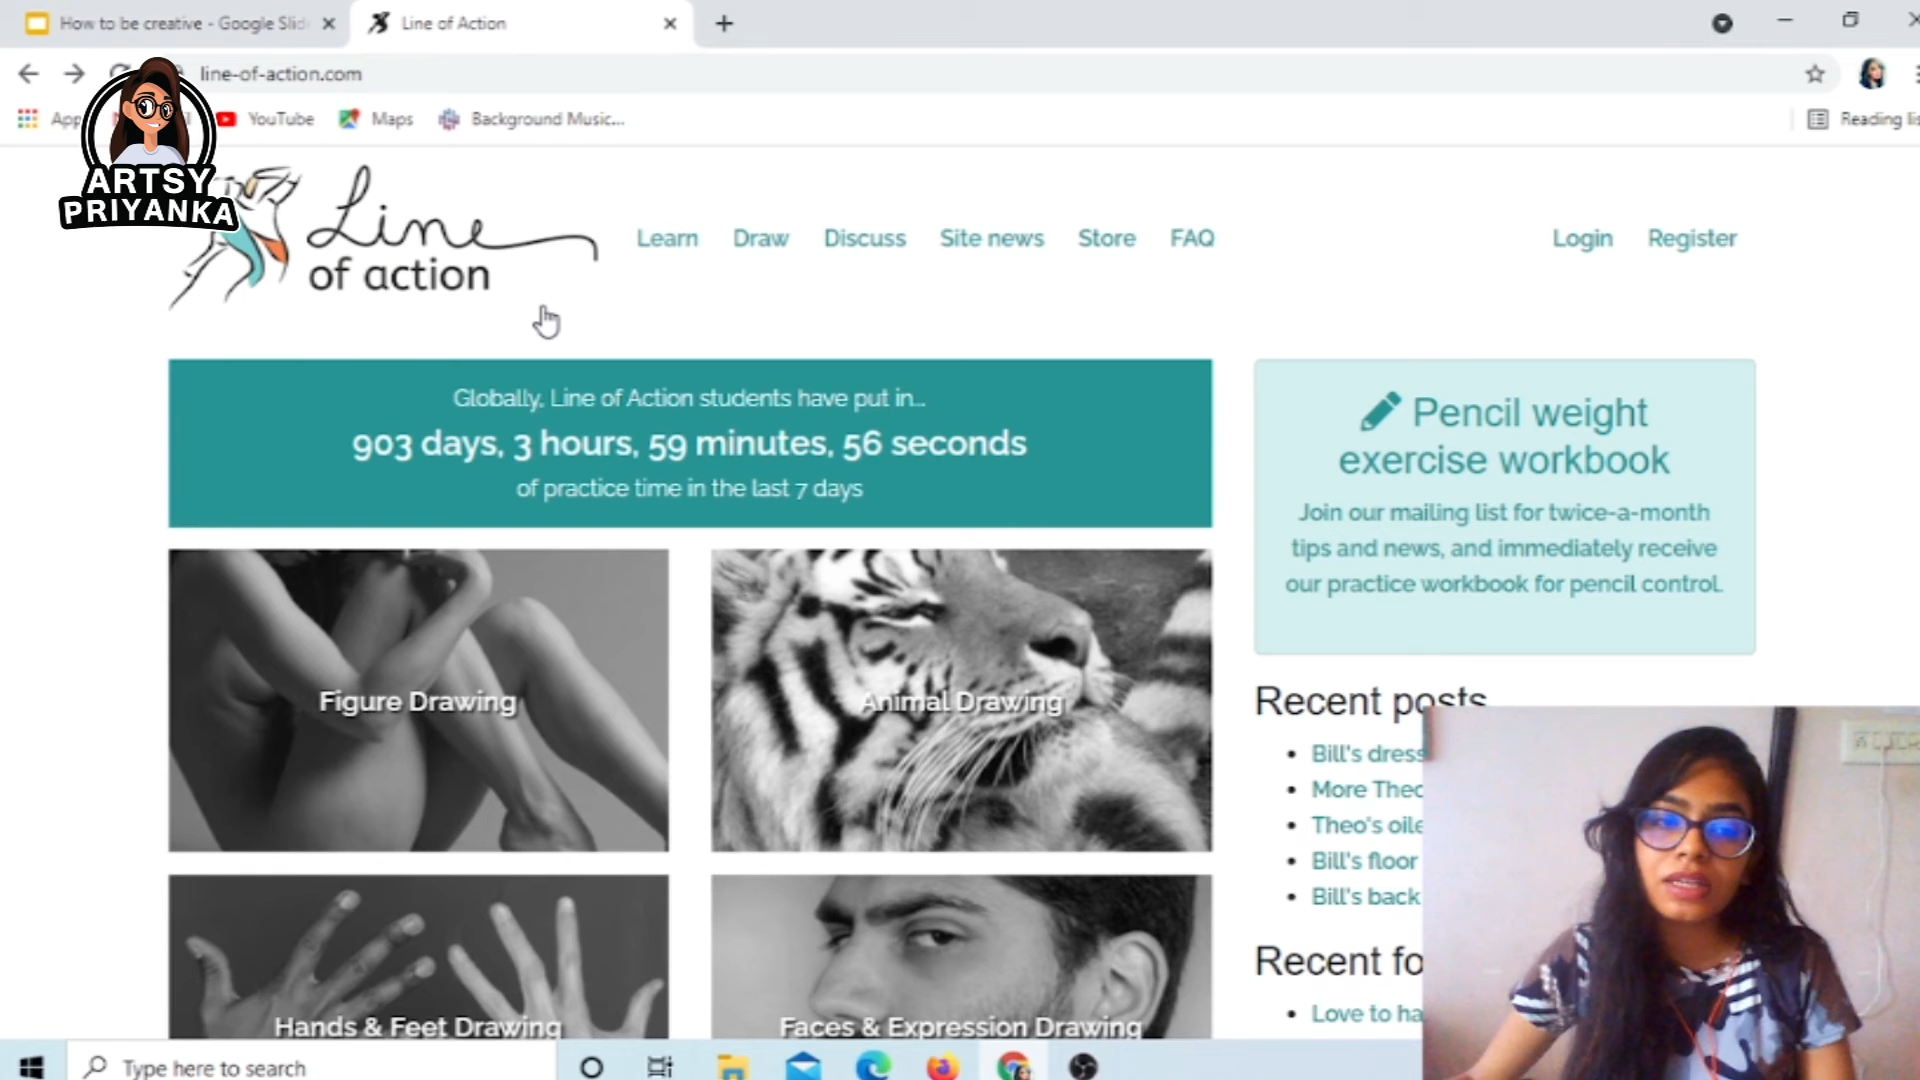 How to be creative - Google Slid
Line of Action
line-of-action.com
App
YouTube
Maps
Background Music...
Reading lis
ARTSY
PRIYANKA
Line
of action
Learn
Draw
Discuss
Site news
Store
FAQ
Login
Register
Globally, Line of Action students have put in...
903 days, 3 hours, 59 minutes, 56 seconds
of practice time in the last 7 days
Pencil weight
exercise workbook
Join our mailing list for twice-a-month
tips and news, and immediately receive
our practice workbook for pencil control.
Figure Drawing
Animal Drawing
Recent posts
Bill's dress
More Theo
Theo's oile
Bill's floor
Bill's back
Hands & Feet Drawing
Faces & Expression Drawing
Recent fo
Love to ha
Type here to search